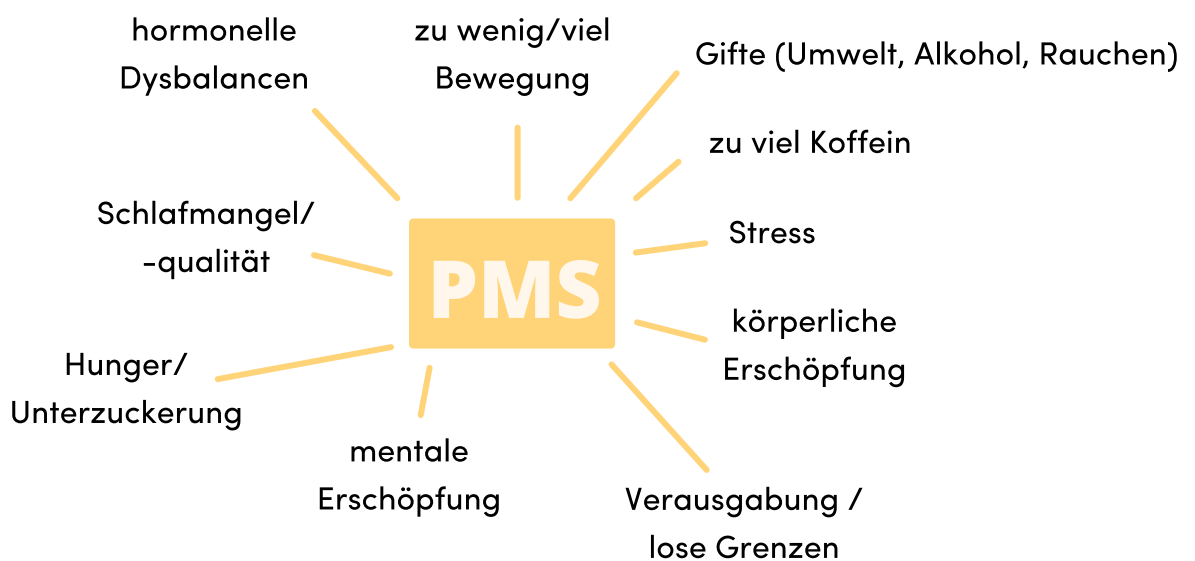 hormonelle
Dysbalancen
zu wenig/viel
Bewegung
Gifte (Umwelt, Alkohol, Rauchen)
zu viel Koffein
Schlafmangel/
-qualität
Stress
PMS
körperliche
Erschöpfung
Hunger/
Unterzuckerung
mentale
Erschöpfung
Verausgabung /
lose Grenzen